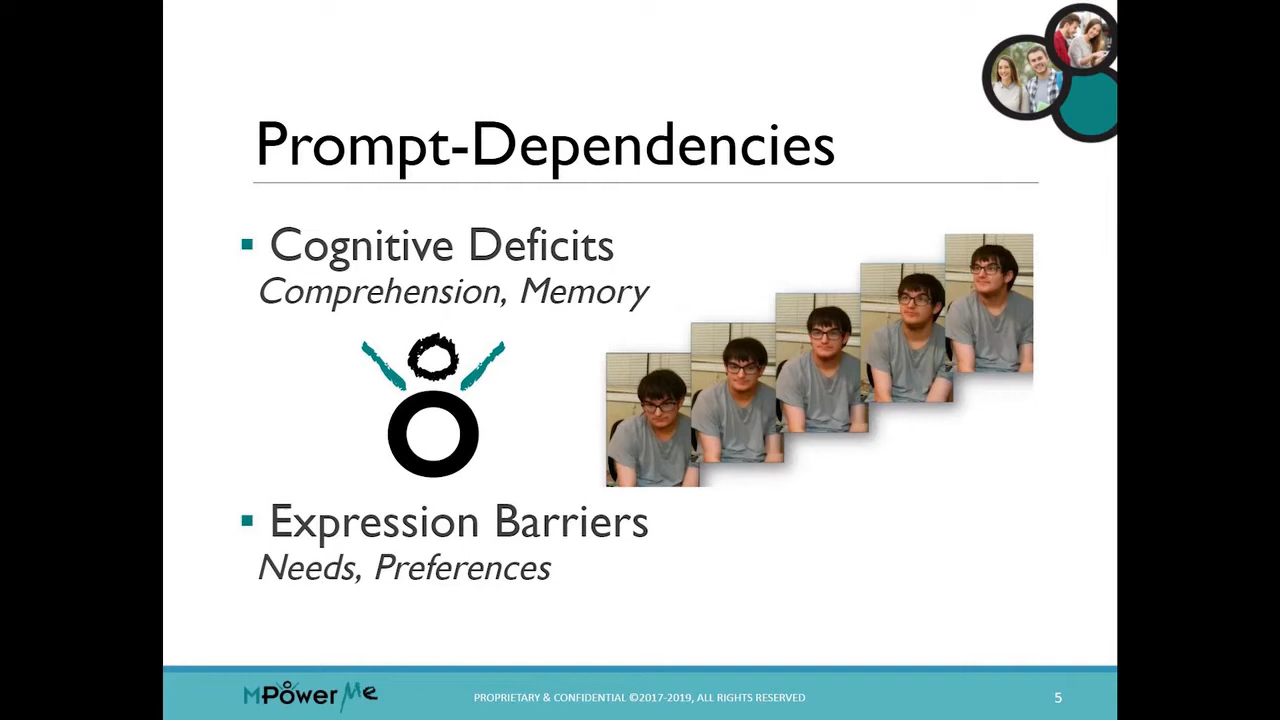 Prompt-Dependencies
▪ Cognitive Deficits
Comprehension, Memory
▪ Expression Barriers
Needs, Preferences
MPowerMe
PROPRIETARY & CONFIDENTIAL ©2017-2019, ALL RIGHTS RESERVED
5